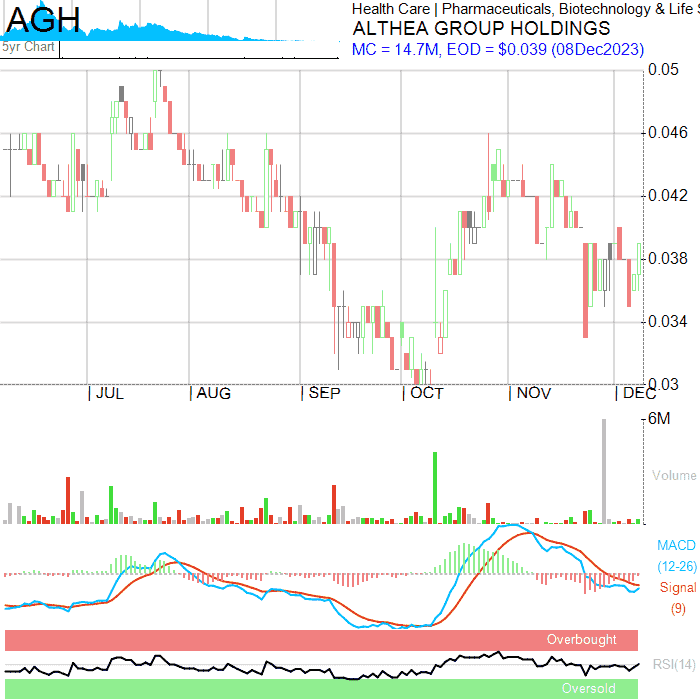 AGH
5yr Chart
Health Care | Pharmaceuticals, Biotechnology & Life S
ALTHEA GROUP HOLDINGS
MC = 14.7M, EOD = $0.039 (08Dec2023)
0.05
0.046
0.042
0.038
0.034
0.03
JUL AUG SEP OCT NOV DEC
6M
Volume
MACD
(12-26)
Signal
(9)
Overbought
RSI(14)
Oversold